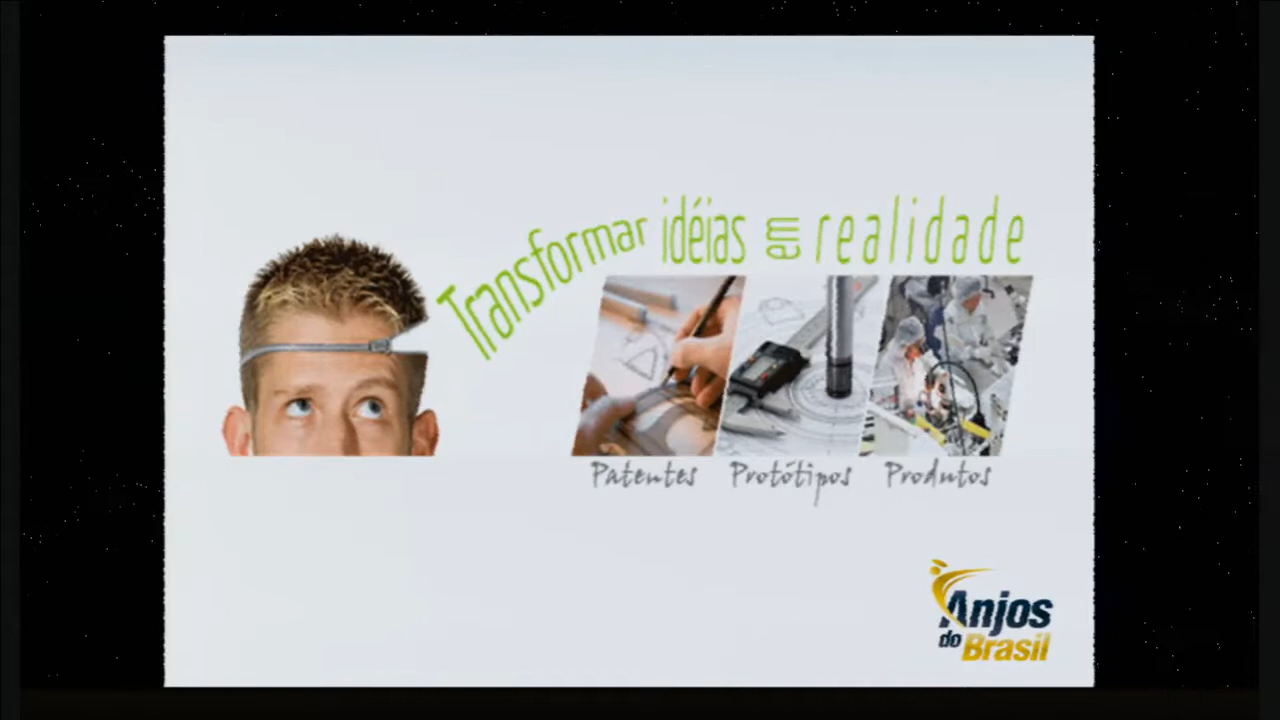 Transformar idéias em realidade
Patentes Protótipos Produtos
Anjos
do Brasil